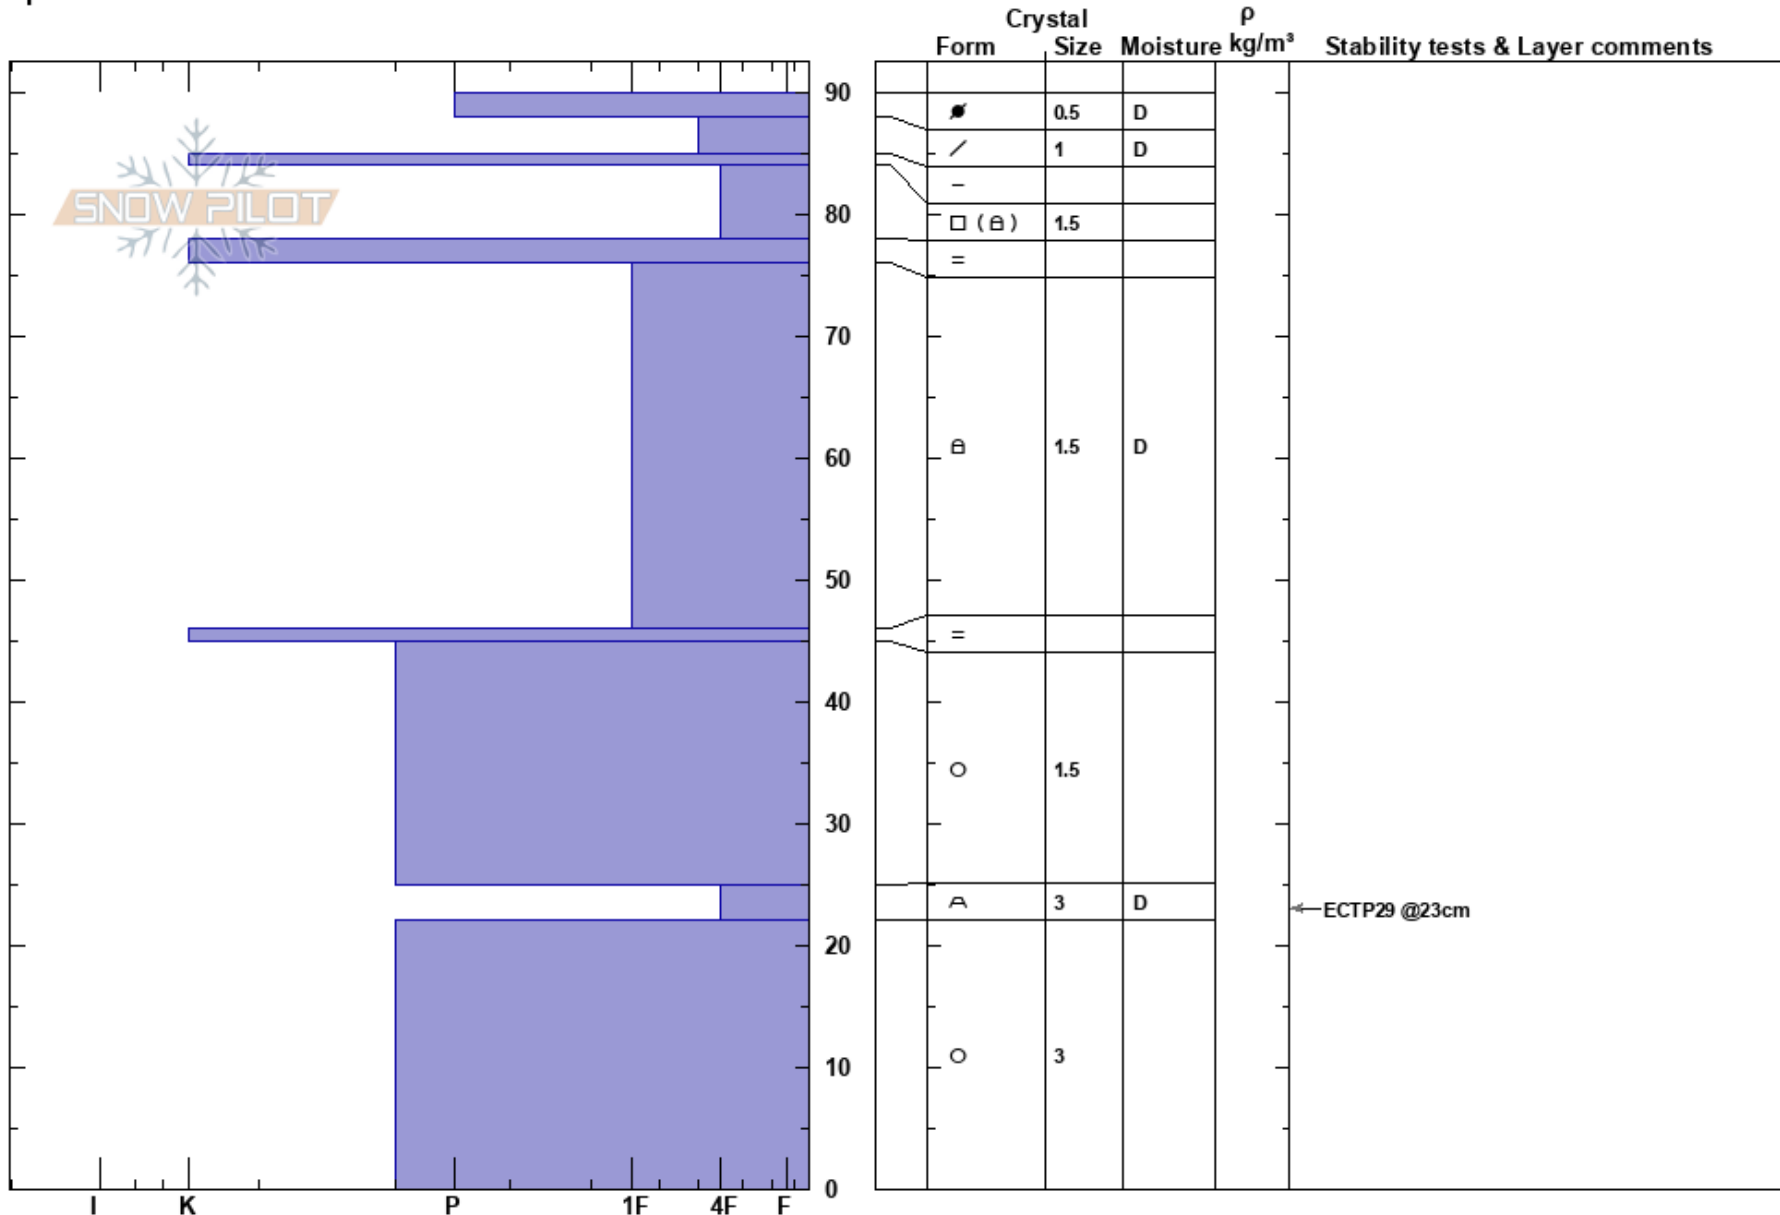 Crystal
ρ
Form Size Moisture kg/m³ Stability tests & Layer comments
SNOW PILOT
90
0.5 D
/ 1 D
–
80
□ ( ) 1.5
=
70
60
1.5 D
50
=
40
○ 1.5
30
3 D
ECTP29 @23cm
20
10
○ 3
0
I K P 1F 4F F